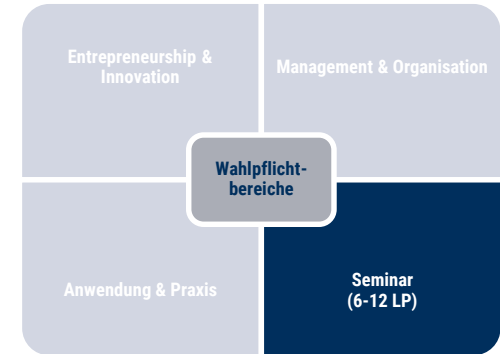 Entrepreneurship &
Innovation
Management & Organisation
Wahlpflicht-
bereiche
Anwendung & Praxis
Seminar
(6-12 LP)